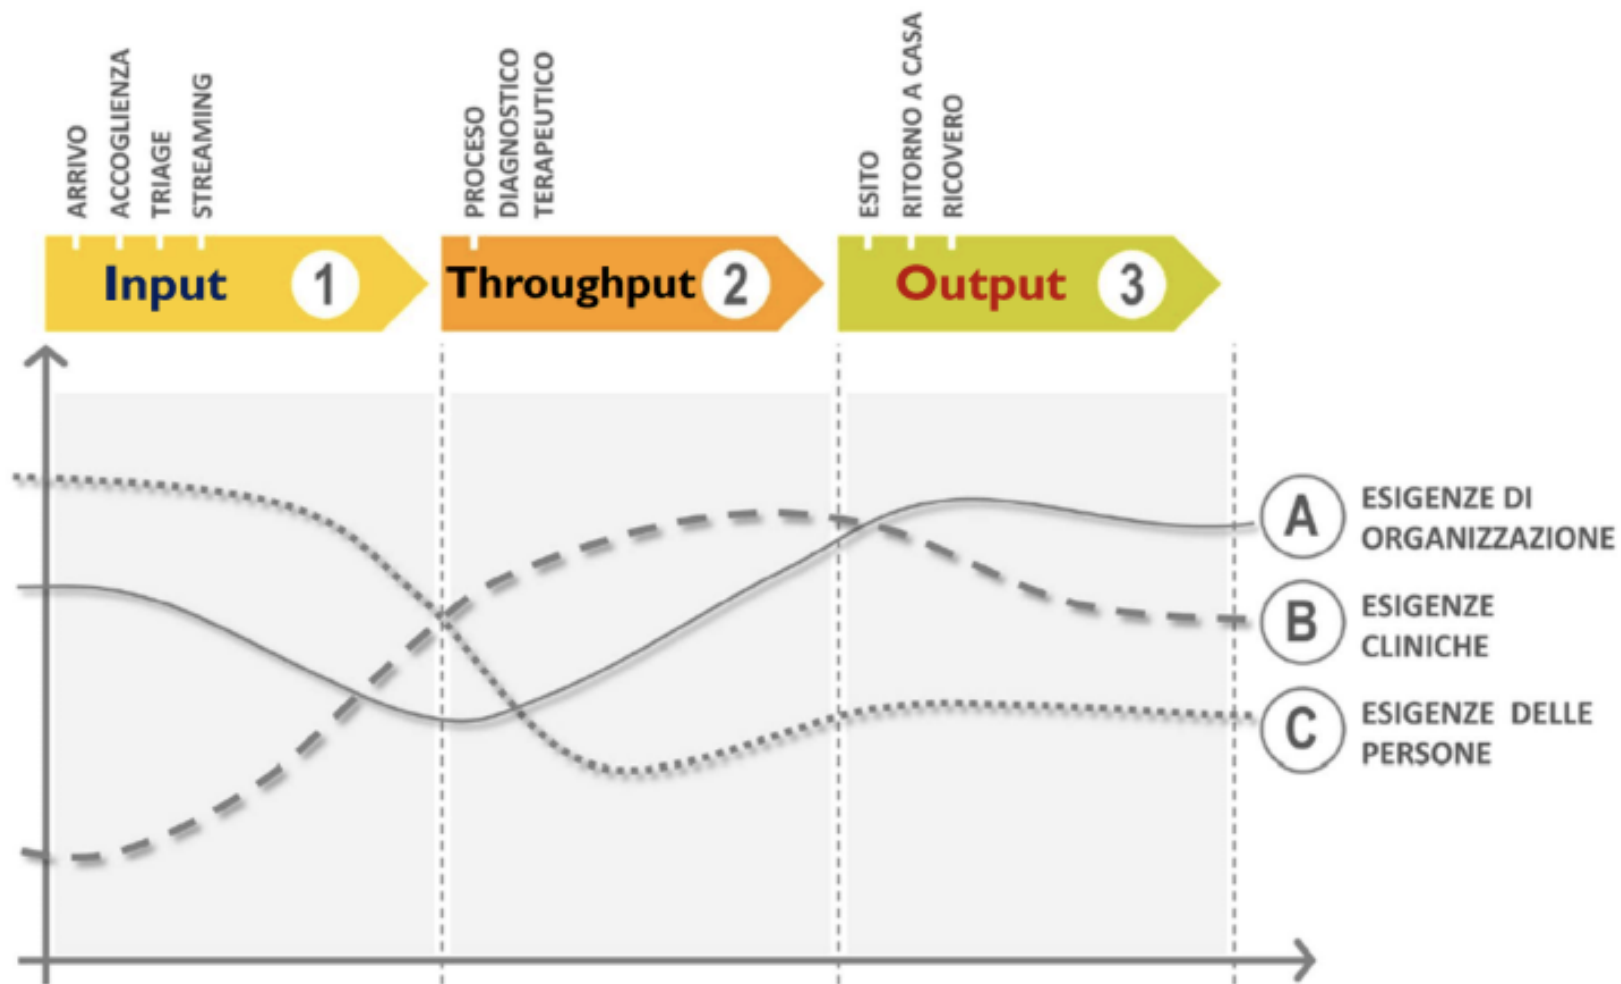 ARRIVO
ACCOGLIENZA
TRIAGE
STREAMING
PROCESO
DIAGNOSTICO
TERAPEUTICO
ESITO
RITORNO A CASA
RICOVERO
Input 1
Throughput 2
Output 3
A ESIGENZE DI
ORGANIZZAZIONE
B ESIGENZE
CLINICHE
C ESIGENZE DELLE
PERSONE